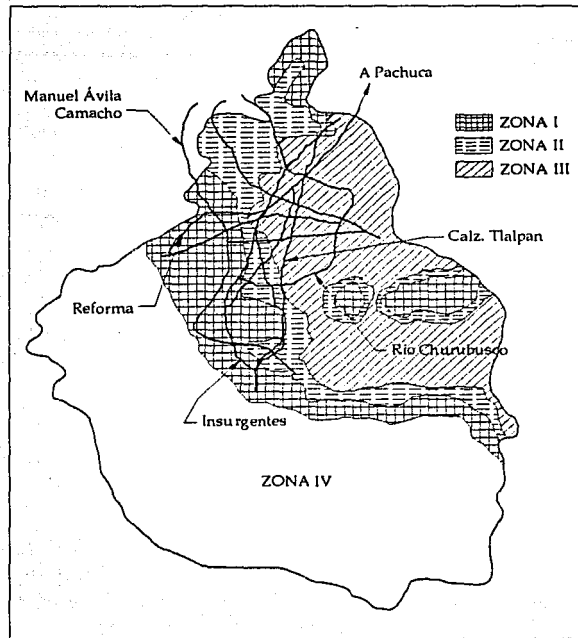 A Pachuca
Manuel Ávila
Camacho
ZONA I
ZONA II
ZONA III
Calz. Tlalpan
Reforma
Río Churubusco
Insurgentes
ZONA IV